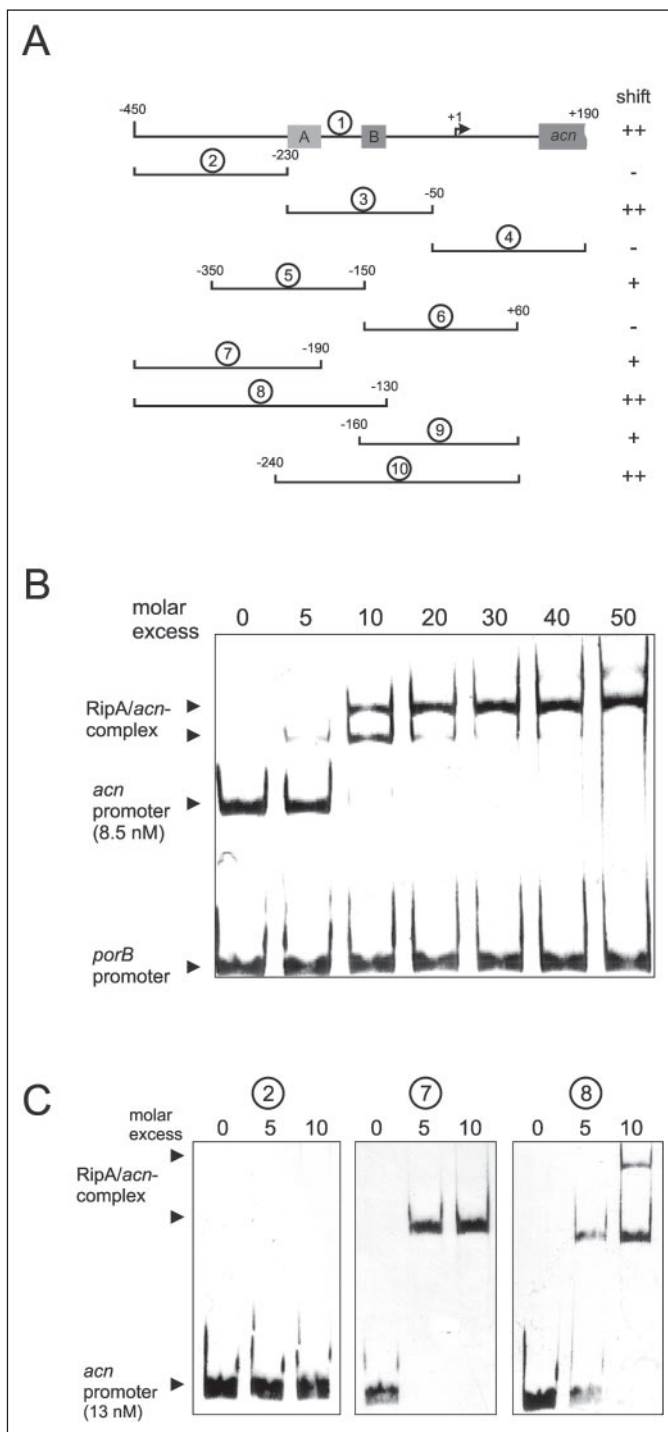 A
shift
-450 A ① B +1 acn +190 ++
② -230 -
③ -50 ++
④ -
-350 ⑤ -150 +
⑥ +60 -
⑦ -190 +
⑧ -130 ++
-160 ⑨ +
-240 ⑩ ++
B
molar
excess
0 5 10 20 30 40 50
RipA/acn-
complex
acn
promoter
(8.5 nM)
porB
promoter
C
② ⑦ ⑧
molar
excess
0 5 10 0 5 10 0 5 10
RipA/acn-
complex
acn
promoter
(13 nM)